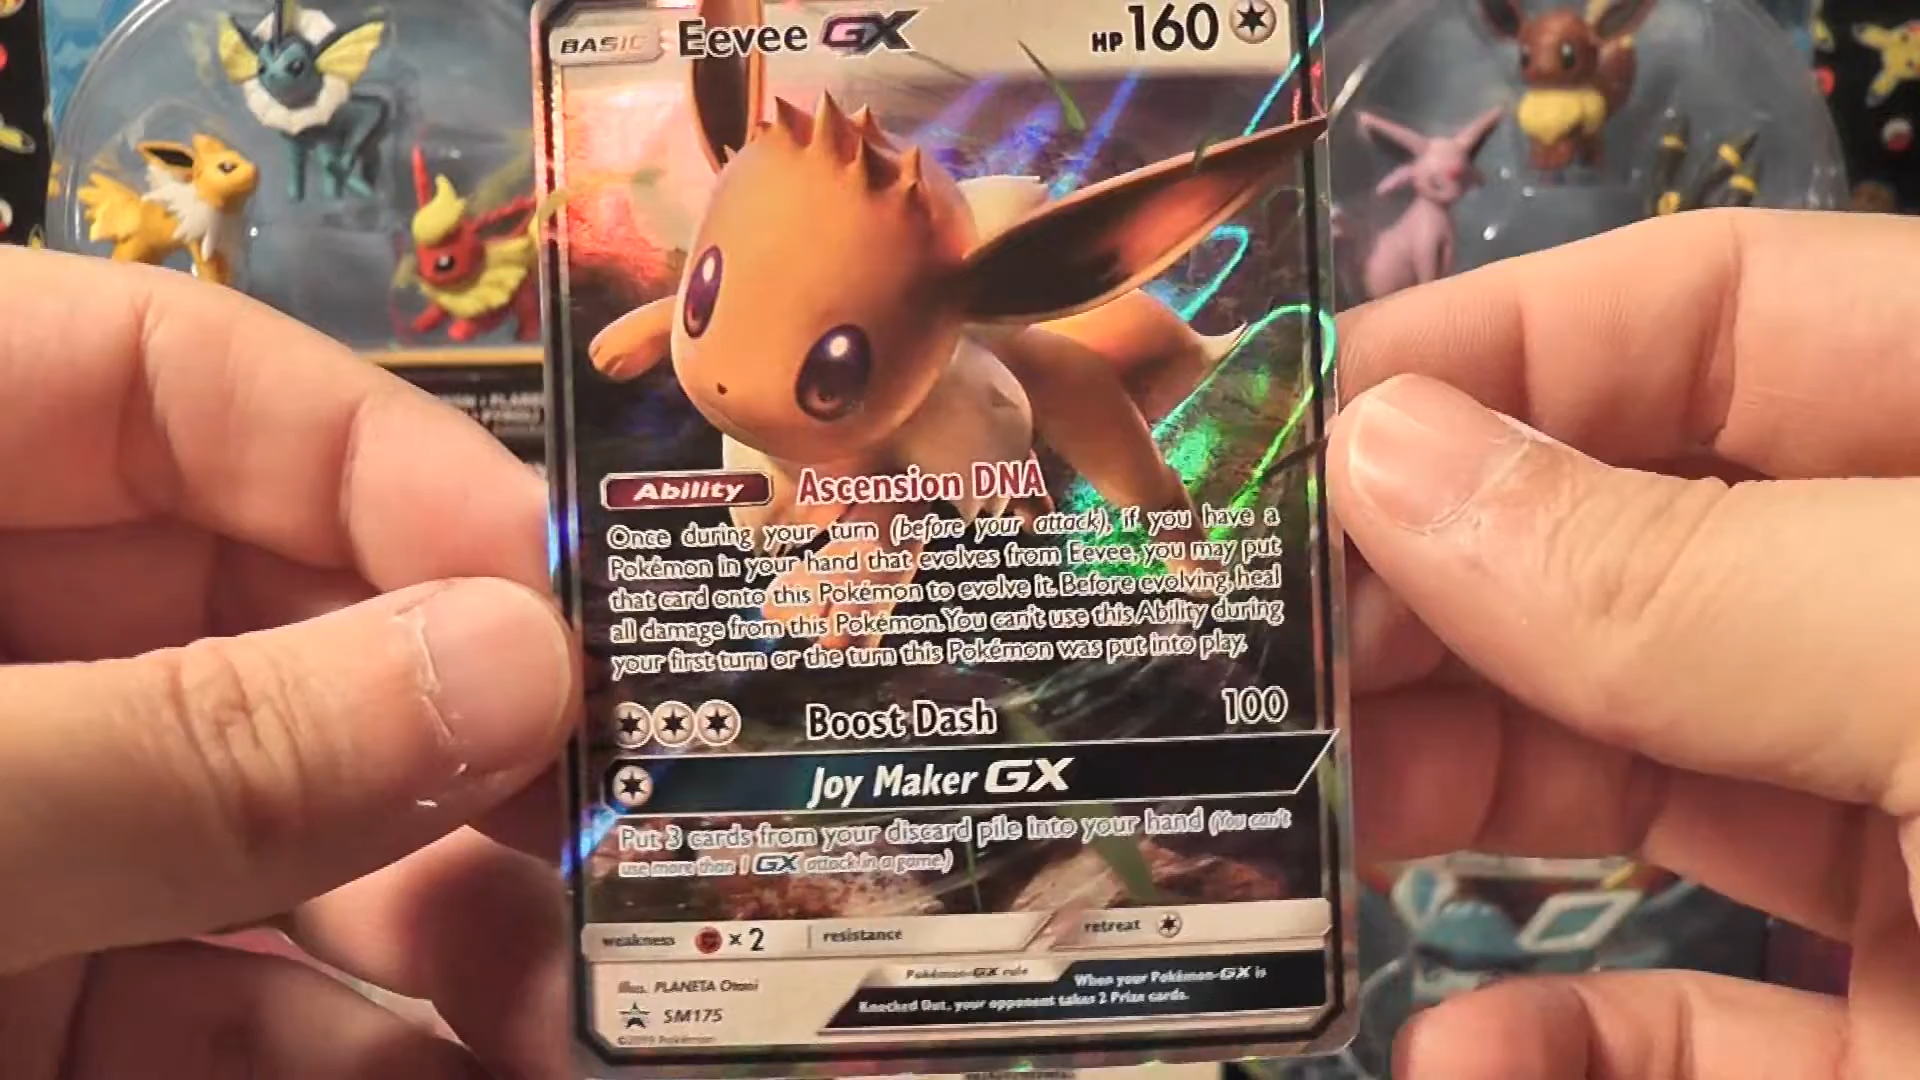 BASIC Eevee GX HP 160
Ability Ascension DNA
Once during your turn (before your attack), if you have a
Pokémon in your hand that evolves from Eevee, you may put
that card onto this Pokémon to evolve it. Before evolving, heal
all damage from this Pokémon. You can't use this Ability during
your first turn or the turn this Pokémon was put into play.
Boost Dash 100
Joy Maker GX
Put 3 cards from your discard pile into your hand (You can't
use more than 1 GX attack in a game.)
weakness × 2 resistance retreat
Pokémon-GX rule When your Pokémon-GX is
Knocked Out, your opponent takes 2 Prize cards.
Illus. PLANETA Otani
SM175
©2019 Pokémon